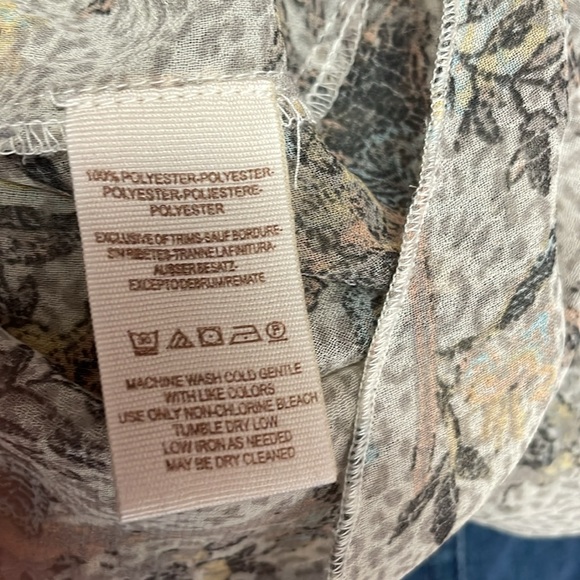 100% POLYESTER-POLYESTER-
POLYESTER-POLIESTERE-
POLYESTER
EXCLUSIVE OF TRIMS-SAUF BORDURE-
SIN RIBETES-TRANNE LA FINITURA-
AUSSER BESATZ-
EXCEPTO DEBRUM REMATE
30
P
MACHINE WASH COLD GENTLE
WITH LIKE COLORS
USE ONLY NON-CHLORINE BLEACH
TUMBLE DRY LOW
LOW IRON AS NEEDED
MAY BE DRY CLEANED